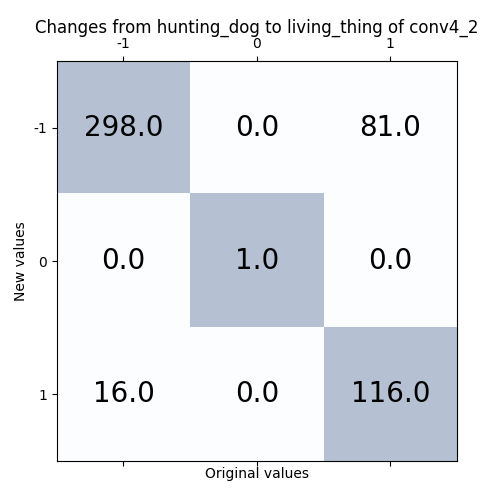 Changes from hunting_dog to living_thing of conv4_2
-1 0 1
-1 298.0 0.0 81.0
New values
0 0.0 1.0 0.0
1 16.0 0.0 116.0
Original values